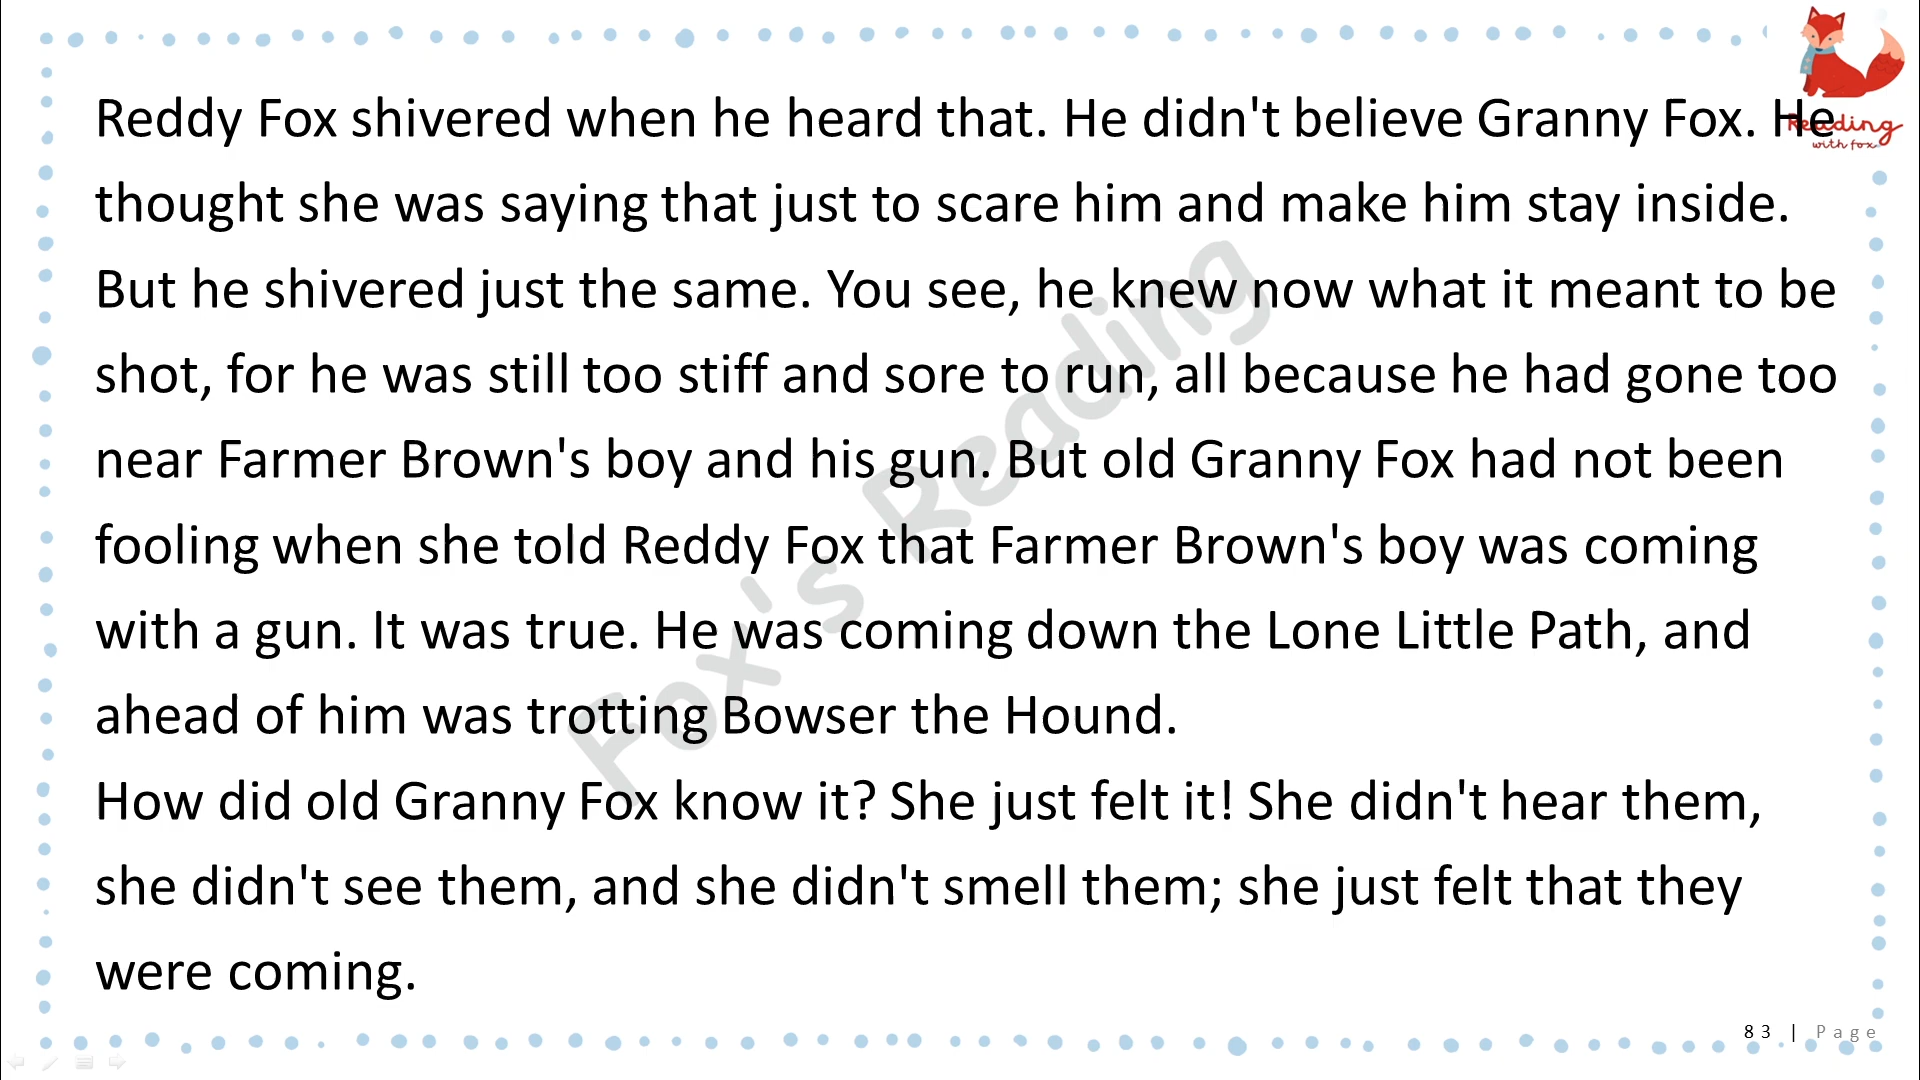 Reddy Fox shivered when he heard that. He didn't believe Granny Fox. He
Reading
with fox
thought she was saying that just to scare him and make him stay inside.
But he shivered just the same. You see, he knew now what it meant to be
shot, for he was still too stiff and sore to run, all because he had gone too
near Farmer Brown's boy and his gun. But old Granny Fox had not been
fooling when she told Reddy Fox that Farmer Brown's boy was coming
with a gun. It was true. He was coming down the Lone Little Path, and
ahead of him was trotting Bowser the Hound.
How did old Granny Fox know it? She just felt it! She didn't hear them,
she didn't see them, and she didn't smell them; she just felt that they
were coming.
Fox's Reading
83 | Page